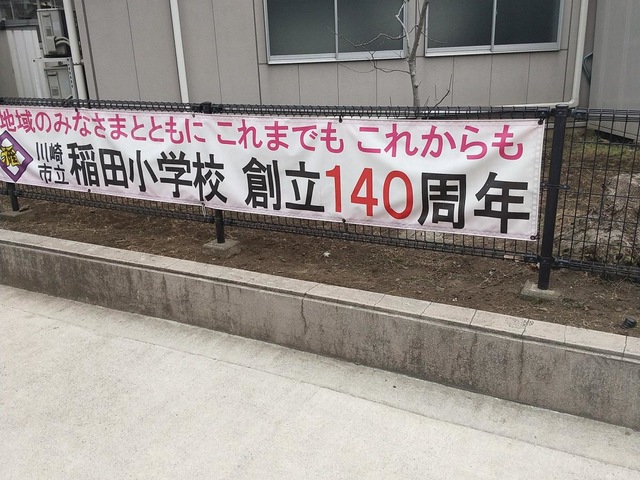 地域のみなさまとともに これまでも これからも
川崎市立 稲田小学校 創立140周年